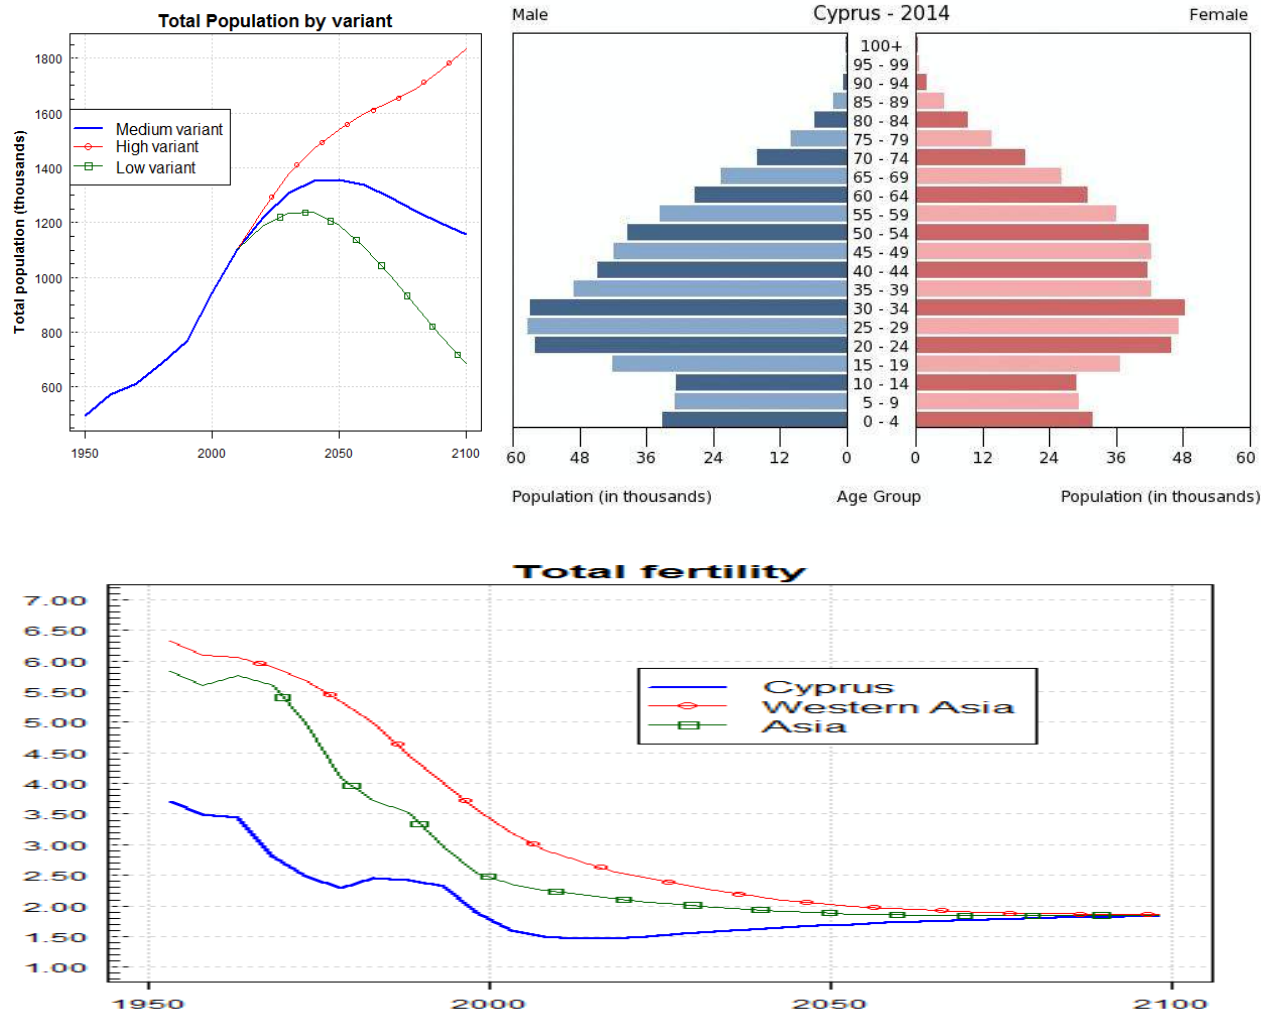 Total Population by variant
Total population (thousands)
1800
1600
1400
1200
1000
800
600
1950
2000
2050
2100
Medium variant
High variant
Low variant
Male
Cyprus - 2014
Female
100+
95 - 99
90 - 94
85 - 89
80 - 84
75 - 79
70 - 74
65 - 69
60 - 64
55 - 59
50 - 54
45 - 49
40 - 44
35 - 39
30 - 34
25 - 29
20 - 24
15 - 19
10 - 14
5 - 9
0 - 4
60 48 36 24 12 0 0 12 24 36 48 60
Population (in thousands) Age Group Population (in thousands)
Total fertility
7.00
6.50
6.00
5.50
5.00
4.50
4.00
3.50
3.00
2.50
2.00
1.50
1.00
Cyprus
Western Asia
Asia
1950 2000 2050 2100